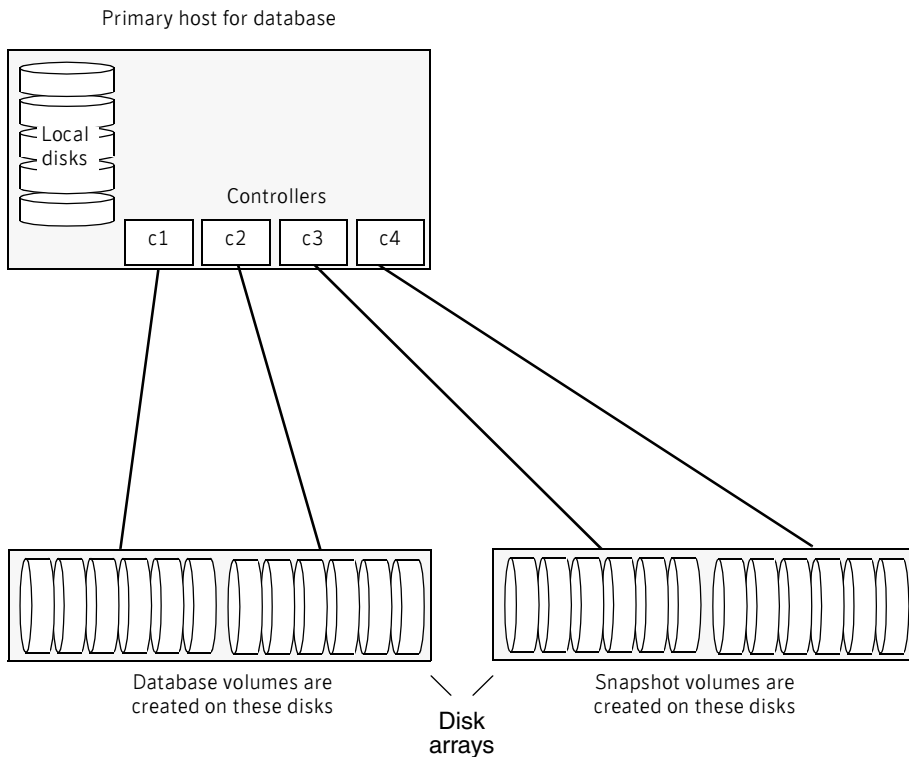 Primary host for database
Local
disks
Controllers
c1
c2
c3
c4
Database volumes are
created on these disks
Snapshot volumes are
created on these disks
Disk
arrays